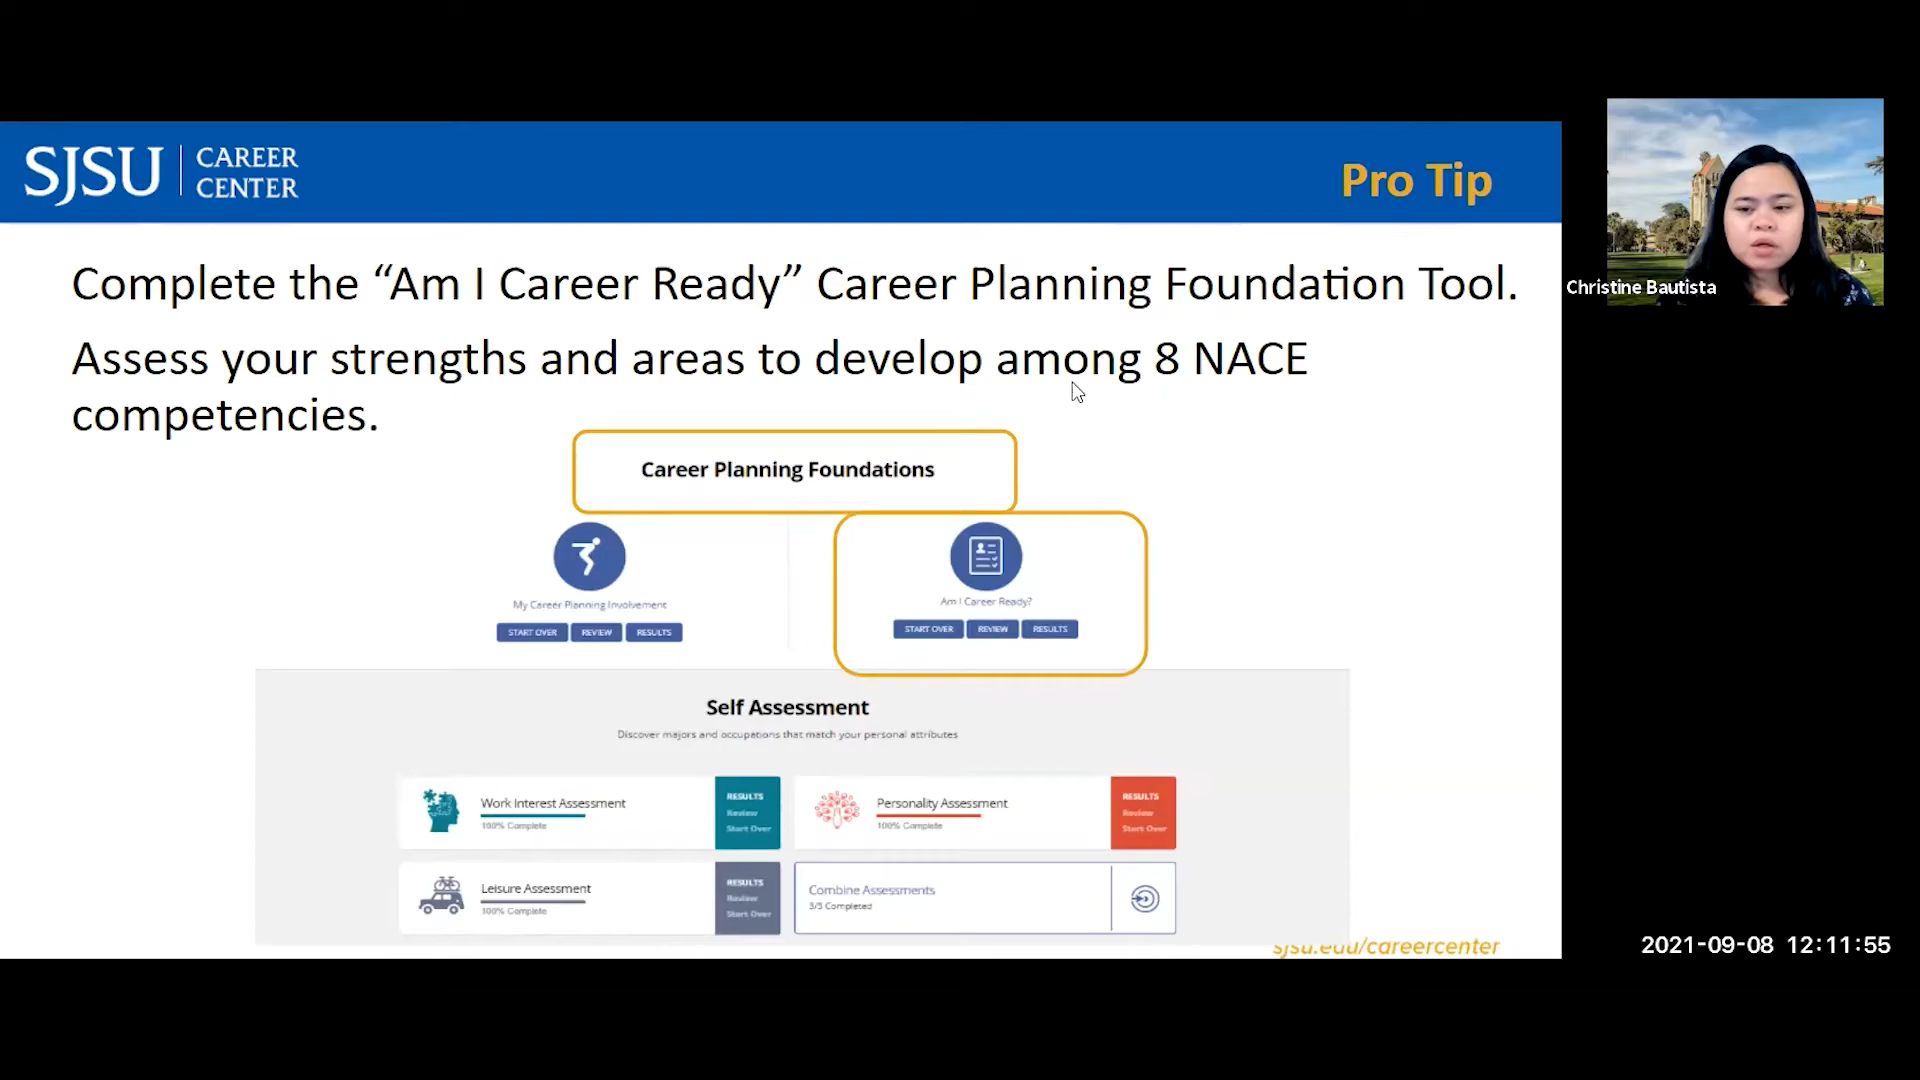 SJSU
CAREER
CENTER
Pro Tip
Complete the “Am I Career Ready” Career Planning Foundation Tool.
Assess your strengths and areas to develop among 8 NACE
competencies.
Career Planning Foundations
My Career Planning Involvement
START OVER REVIEW RESULTS
Am I Career Ready?
START OVER REVIEW RESULTS
Self Assessment
Discover majors and occupations that match your personal attributes
Work Interest Assessment
100% Complete
RESULTS
Review
Start Over
Personality Assessment
100% Complete
RESULTS
Review
Start Over
Leisure Assessment
100% Complete
RESULTS
Review
Start Over
Combine Assessments
3/3 Completed
sjsu.edu/careercenter
Christine Bautista
2021-09-08 12:11:55